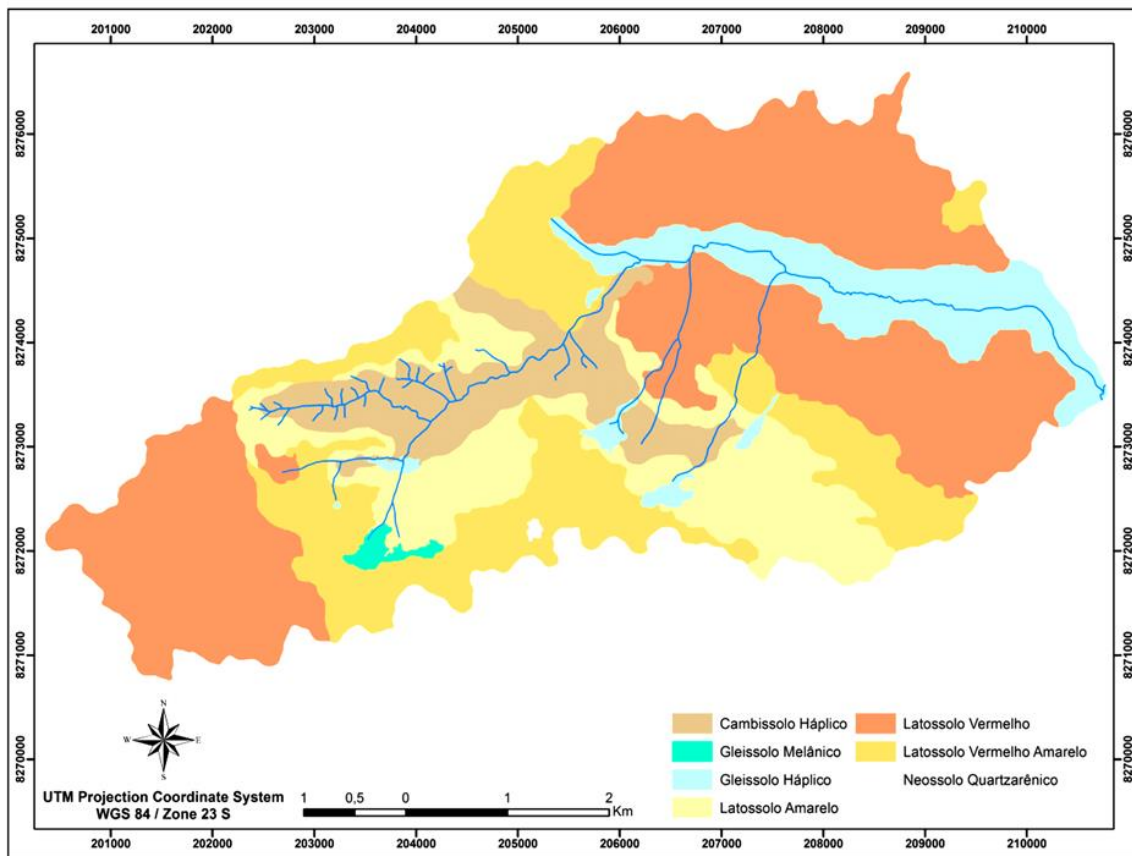 201000 202000 203000 204000 205000 206000 207000 208000 209000 210000
8276000 8276000
8275000 8275000
8274000 8274000
8273000 8273000
8272000 8272000
8271000 8271000
8270000 8270000
N
W E
S
UTM Projection Coordinate System
WGS 84 / Zone 23 S
1 0,5 0 1 2
Km
Cambissolo Háplico
Gleissolo Melânico
Gleissolo Háplico
Latossolo Amarelo
Latossolo Vermelho
Latossolo Vermelho Amarelo
Neossolo Quartzarênico
201000 202000 203000 204000 205000 206000 207000 208000 209000 210000